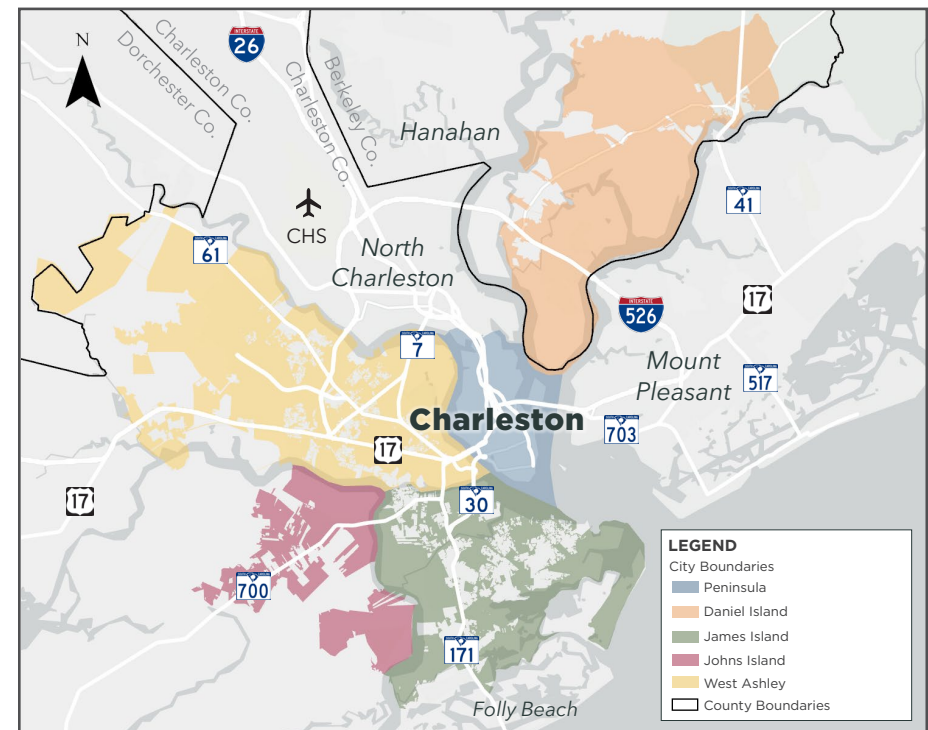 N
Charleston Co.
Dorchester Co.
INTERSTATE
26
Berkeley Co.
Charleston Co.
Hanahan
CHS
North
Charleston
61
41
17
INTERSTATE
526
7
Mount
Pleasant
517
Charleston
703
17
17
30
700
171
Folly Beach
LEGEND
City Boundaries
Peninsula
Daniel Island
James Island
Johns Island
West Ashley
County Boundaries